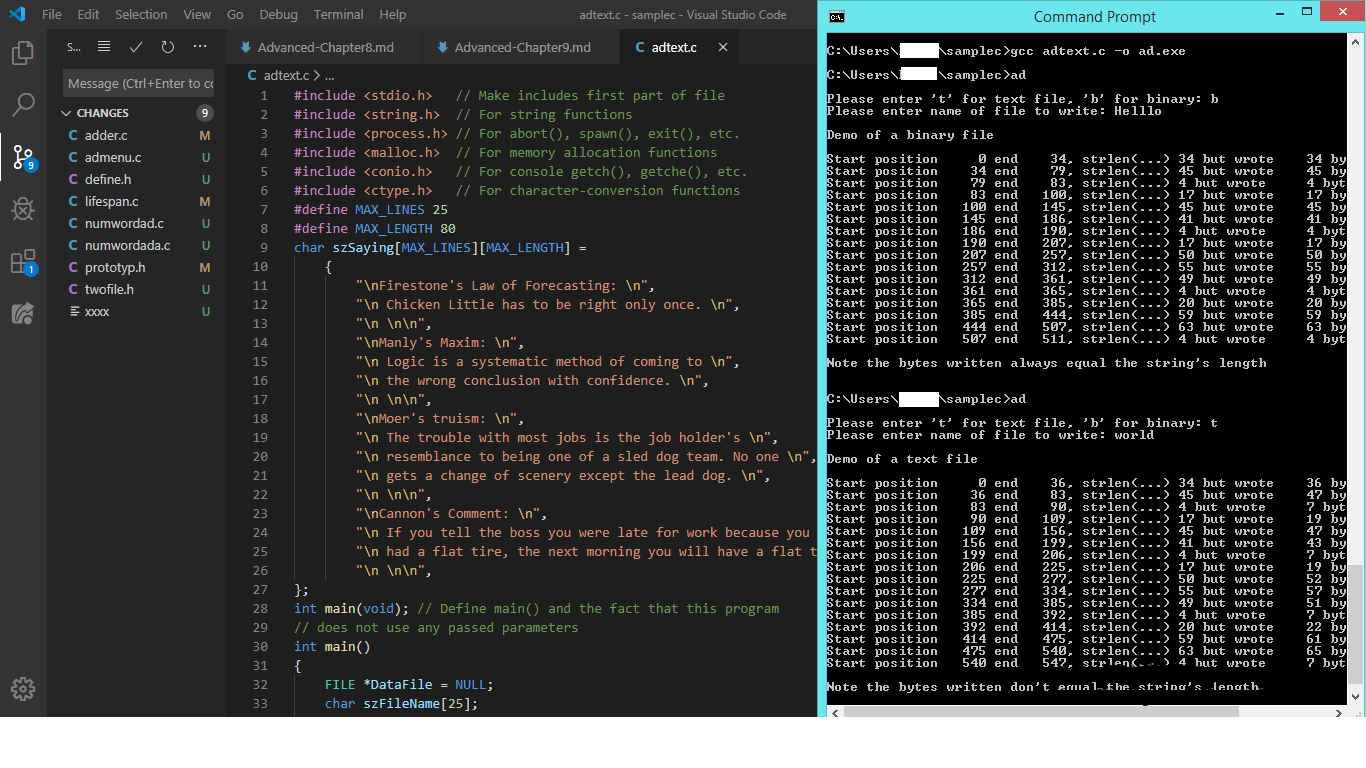 File Edit Selection View Go Debug Terminal Help
adtext.c - samplec - Visual Studio Code
S...
Advanced-Chapter8.md
Advanced-Chapter9.md
C adtext.c
Message (Ctrl+Enter to co
CHANGES 9
C adder.c M
C admenu.c U
C define.h U
C lifespan.c M
C numwordad.c U
C numwordada.c U
C prototyp.h M
C twofile.h U
xxxx U
9
1
C adtext.c > ...
1 #include <stdio.h> // Make includes first part of file
2 #include <string.h> // For string functions
3 #include <process.h> // For abort(), spawn(), exit(), etc.
4 #include <malloc.h> // For memory allocation functions
5 #include <conio.h> // For console getch(), getche(), etc.
6 #include <ctype.h> // For character-conversion functions
7 #define MAX_LINES 25
8 #define MAX_LENGTH 80
9 char szSaying[MAX_LINES][MAX_LENGTH] =
10 {
11 "\nFirestone's Law of Forecasting: \n",
12 "\n Chicken Little has to be right only once. \n",
13 "\n \n\n",
14 "\nManly's Maxim: \n",
15 "\n Logic is a systematic method of coming to \n",
16 "\n the wrong conclusion with confidence. \n",
17 "\n \n\n",
18 "\nMoer's truism: \n",
19 "\n The trouble with most jobs is the job holder's \n",
20 "\n resemblance to being one of a sled dog team. No one \n",
21 "\n gets a change of scenery except the lead dog. \n",
22 "\n \n\n",
23 "\nCannon's Comment: \n",
24 "\n If you tell the boss you were late for work because you
25 "\n had a flat tire, the next morning you will have a flat t
26 "\n \n\n",
27 };
28 int main(void); // Define main() and the fact that this program
29 // does not use any passed parameters
30 int main()
31 {
32 FILE *DataFile = NULL;
33 char szFileName[25];
C:\. Command Prompt
C:\Users\ \samplec>gcc adtext.c -o ad.exe
C:\Users\ \samplec>ad
Please enter 't' for text file, 'b' for binary: b
Please enter name of file to write: Helllo
Demo of a binary file
Start position 0 end 34, strlen(...) 34 but wrote 34 by
Start position 34 end 79, strlen(...) 45 but wrote 45 by
Start position 79 end 83, strlen(...) 4 but wrote 4 byt
Start position 83 end 100, strlen(...) 17 but wrote 17 by
Start position 100 end 145, strlen(...) 45 but wrote 45 by
Start position 145 end 186, strlen(...) 41 but wrote 41 by
Start position 186 end 190, strlen(...) 4 but wrote 4 byt
Start position 190 end 207, strlen(...) 17 but wrote 17 by
Start position 207 end 257, strlen(...) 50 but wrote 50 by
Start position 257 end 312, strlen(...) 55 but wrote 55 by
Start position 312 end 361, strlen(...) 49 but wrote 49 by
Start position 361 end 365, strlen(...) 4 but wrote 4 byt
Start position 365 end 385, strlen(...) 20 but wrote 20 by
Start position 385 end 444, strlen(...) 59 but wrote 59 by
Start position 444 end 507, strlen(...) 63 but wrote 63 by
Start position 507 end 511, strlen(...) 4 but wrote 4 byt
Note the bytes written always equal the string's length
C:\Users\ \samplec>ad
Please enter 't' for text file, 'b' for binary: t
Please enter name of file to write: world
Demo of a text file
Start position 0 end 36, strlen(...) 34 but wrote 36 by
Start position 36 end 83, strlen(...) 45 but wrote 47 by
Start position 83 end 90, strlen(...) 4 but wrote 7 byt
Start position 90 end 109, strlen(...) 17 but wrote 19 by
Start position 109 end 156, strlen(...) 45 but wrote 47 by
Start position 156 end 199, strlen(...) 41 but wrote 43 by
Start position 199 end 206, strlen(...) 4 but wrote 7 byt
Start position 206 end 225, strlen(...) 17 but wrote 19 by
Start position 225 end 277, strlen(...) 50 but wrote 52 by
Start position 277 end 334, strlen(...) 55 but wrote 57 by
Start position 334 end 385, strlen(...) 49 but wrote 51 by
Start position 385 end 392, strlen(...) 4 but wrote 7 byt
Start position 392 end 414, strlen(...) 20 but wrote 22 by
Start position 414 end 475, strlen(...) 59 but wrote 61 by
Start position 475 end 540, strlen(...) 63 but wrote 65 by
Start position 540 end 547, strlen(...) 4 but wrote 7 byt
Note the bytes written don't equal the string's length